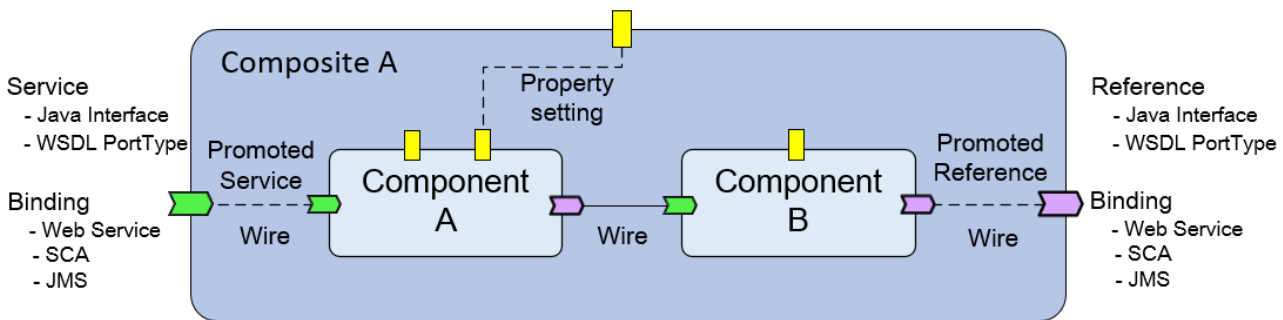 Composite A
Service
- Java Interface
- WSDL PortType
Binding
- Web Service
- SCA
- JMS
Promoted
Service
Wire
Component
A
Property
setting
Wire
Component
B
Promoted
Reference
Wire
Reference
- Java Interface
- WSDL PortType
Binding
- Web Service
- SCA
- JMS